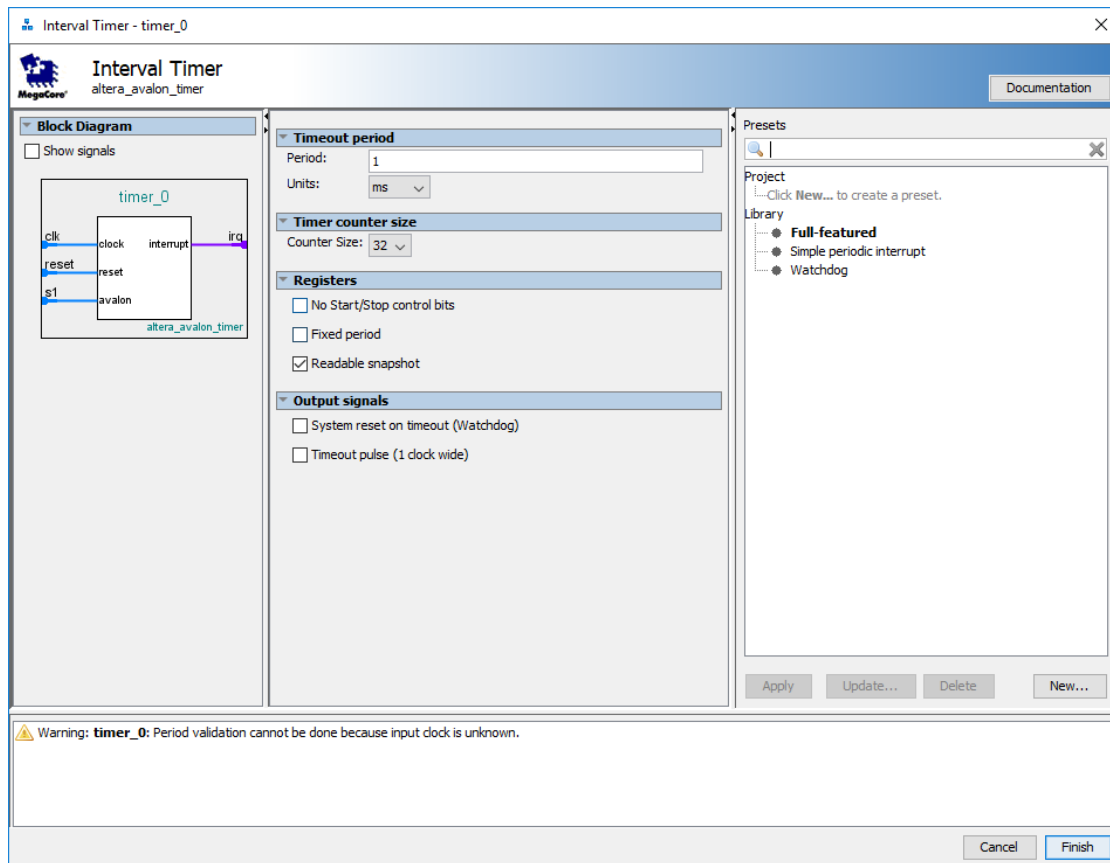 Interval Timer - timer_0
MegaCore®
Interval Timer
altera_avalon_timer
Documentation
Block Diagram
Show signals
timer_0
clk
clock
interrupt
irq
reset
reset
s1
avalon
altera_avalon_timer
Timeout period
Period: 1
Units: ms
Timer counter size
Counter Size: 32
Registers
No Start/Stop control bits
Fixed period
Readable snapshot
Output signals
System reset on timeout (Watchdog)
Timeout pulse (1 clock wide)
Presets
Project
Click New... to create a preset.
Library
Full-featured
Simple periodic interrupt
Watchdog
Apply Update... Delete New...
Warning: timer_0: Period validation cannot be done because input clock is unknown.
Cancel Finish